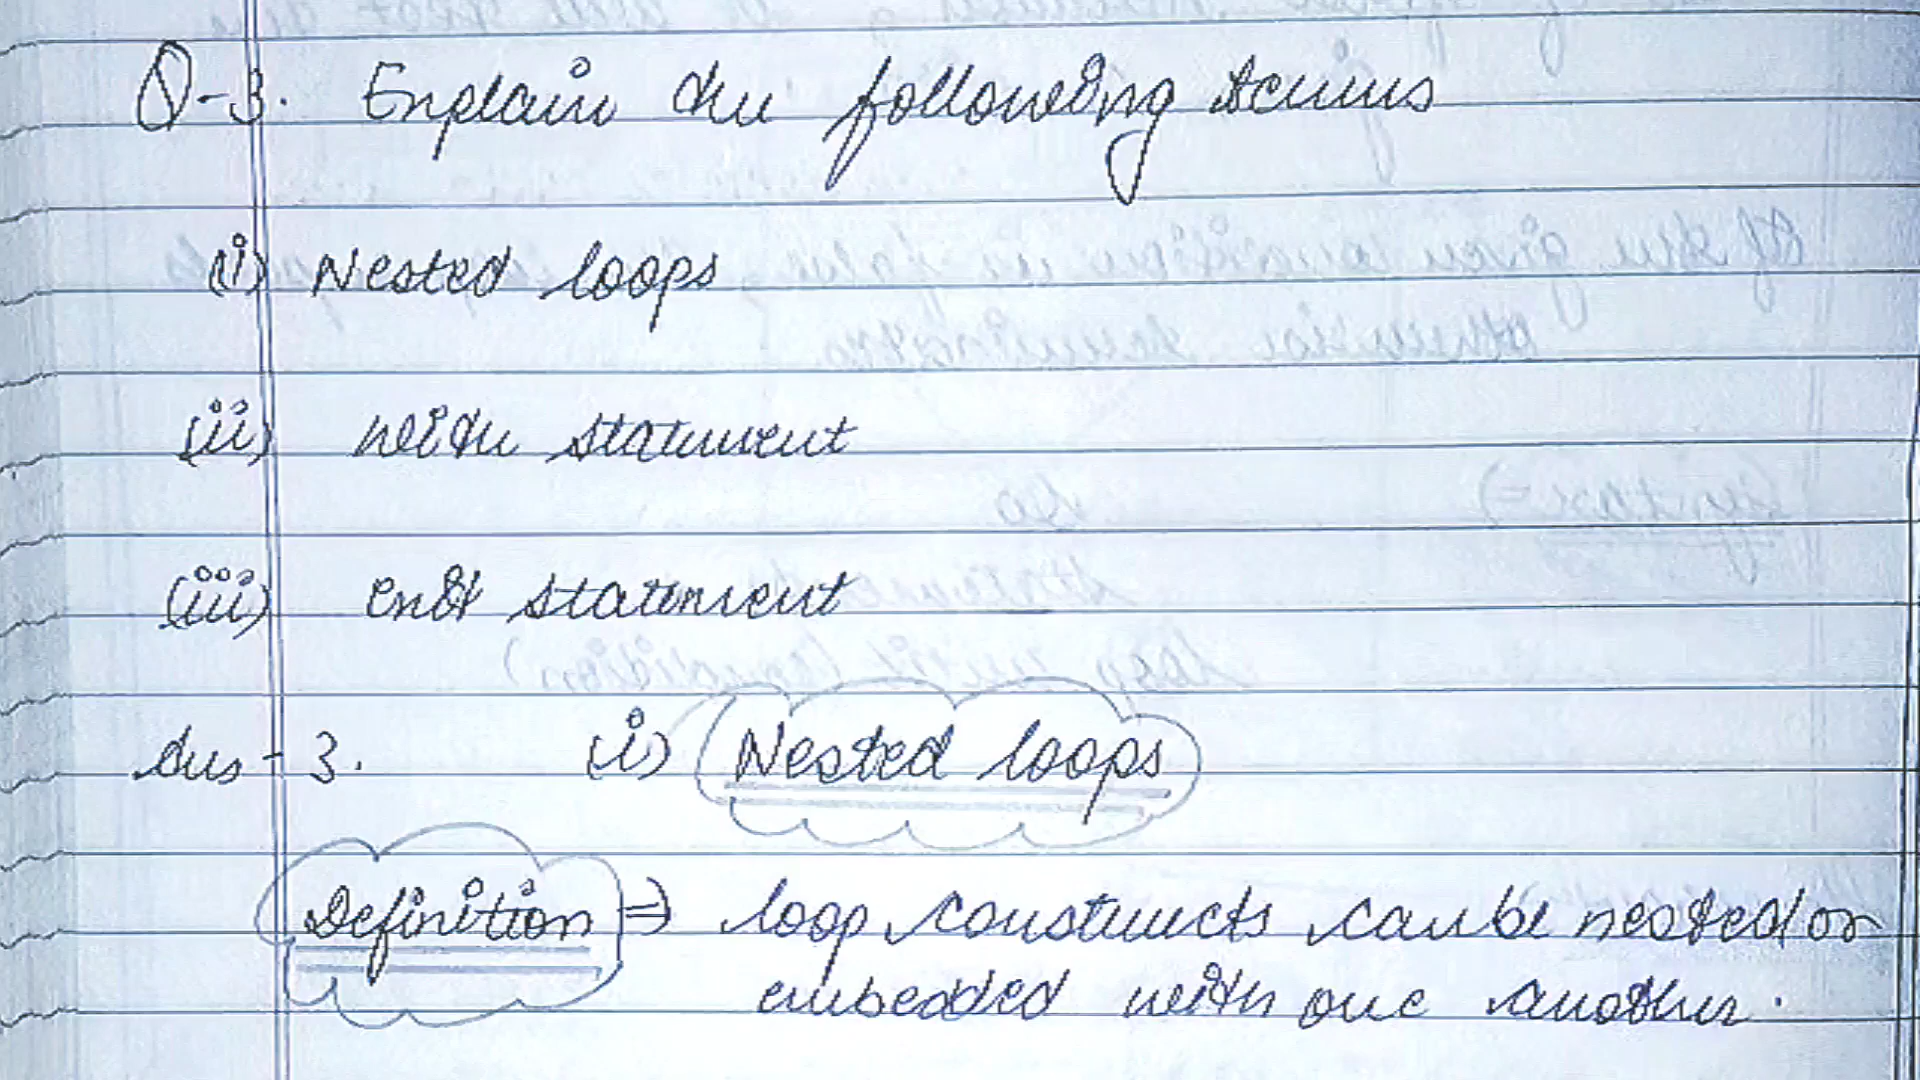 Q-3. Explain the following terms
(i) Nested loops
(ii) with statement
(iii) exit statement
Ans-3. (i) Nested loops
Definition ⇒ loop constructs can be nested or
embedded with one another.